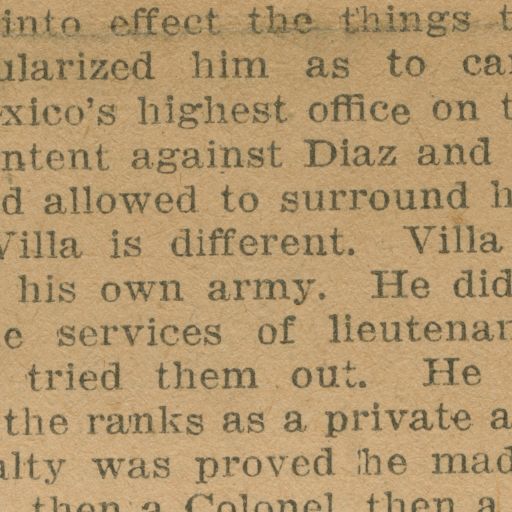 into effect the things t
ularized him as to ca
xico's highest office on t
ntent against Diaz and
d allowed to surround h
Villa is different. Villa
his own army. He did
e services of lieutenan
tried them out. He
the ranks as a private a
alty was proved he mad
then a Colonel, then a